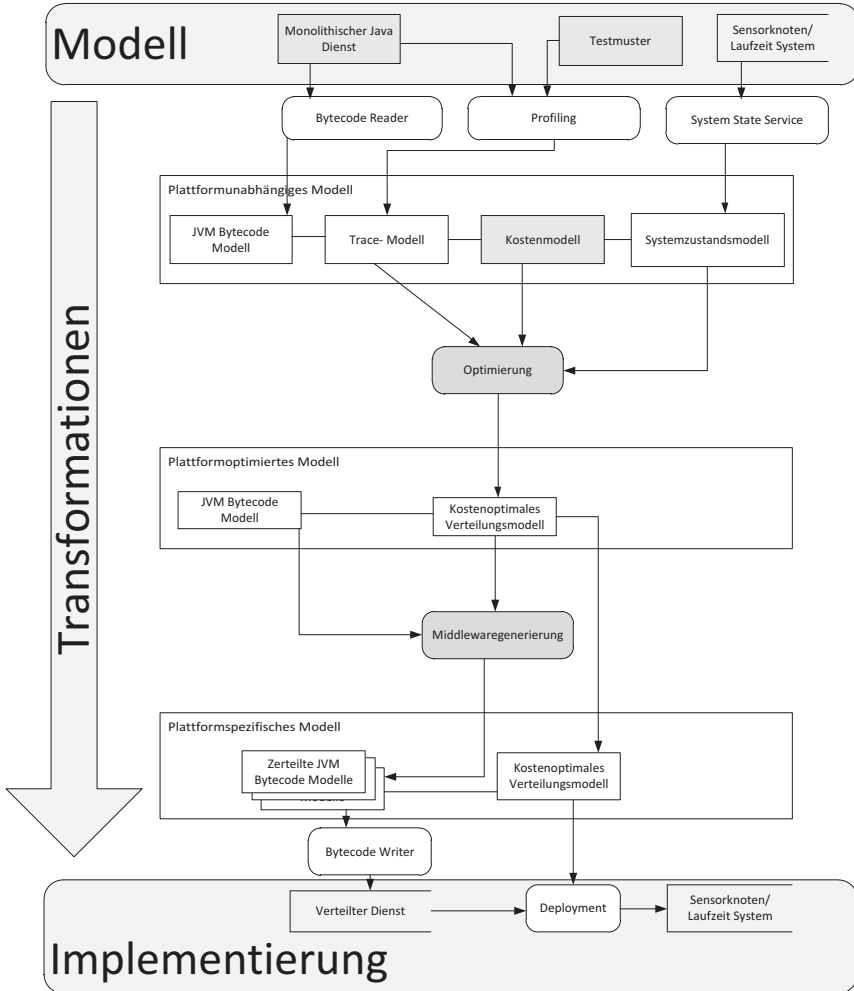 Modell
Monolithischer Java
Dienst
Testmuster
Sensorknoten/
Laufzeit System
Bytecode Reader
Profiling
System State Service
Plattformunabhängiges Modell
JVM Bytecode
Modell
Trace- Modell
Kostenmodell
Systemzustandsmodell
Transformationen
Optimierung
Plattformoptimiertes Modell
JVM Bytecode
Modell
Kostenoptimales
Verteilungsmodell
Middlewaregenerierung
Plattformspezifisches Modell
Zerteilte JVM
Bytecode Modelle
Modelle
Kostenoptimales
Verteilungsmodell
Bytecode Writer
Verteilter Dienst
Deployment
Sensorknoten/
Laufzeit System
Implementierung